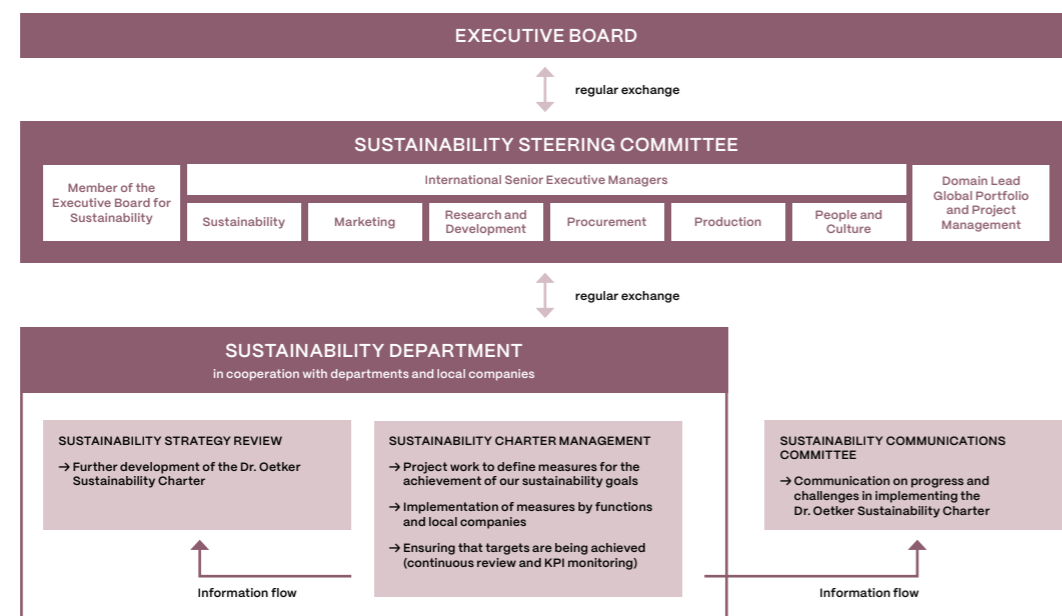 EXECUTIVE BOARD
regular exchange
SUSTAINABILITY STEERING COMMITTEE
Member of the
Executive Board for
Sustainability
International Senior Executive Managers
Sustainability
Marketing
Research and
Development
Procurement
Production
People and
Culture
Domain Lead
Global Portfolio
and Project
Management
regular exchange
SUSTAINABILITY DEPARTMENT
in cooperation with departments and local companies
SUSTAINABILITY STRATEGY REVIEW
→ Further development of the Dr. Oetker
Sustainability Charter
SUSTAINABILITY CHARTER MANAGEMENT
→ Project work to define measures for the
achievement of our sustainability goals
→ Implementation of measures by functions
and local companies
→ Ensuring that targets are being achieved
(continuous review and KPI monitoring)
SUSTAINABILITY COMMUNICATIONS
COMMITTEE
→ Communication on progress and
challenges in implementing the
Dr. Oetker Sustainability Charter
Information flow
Information flow